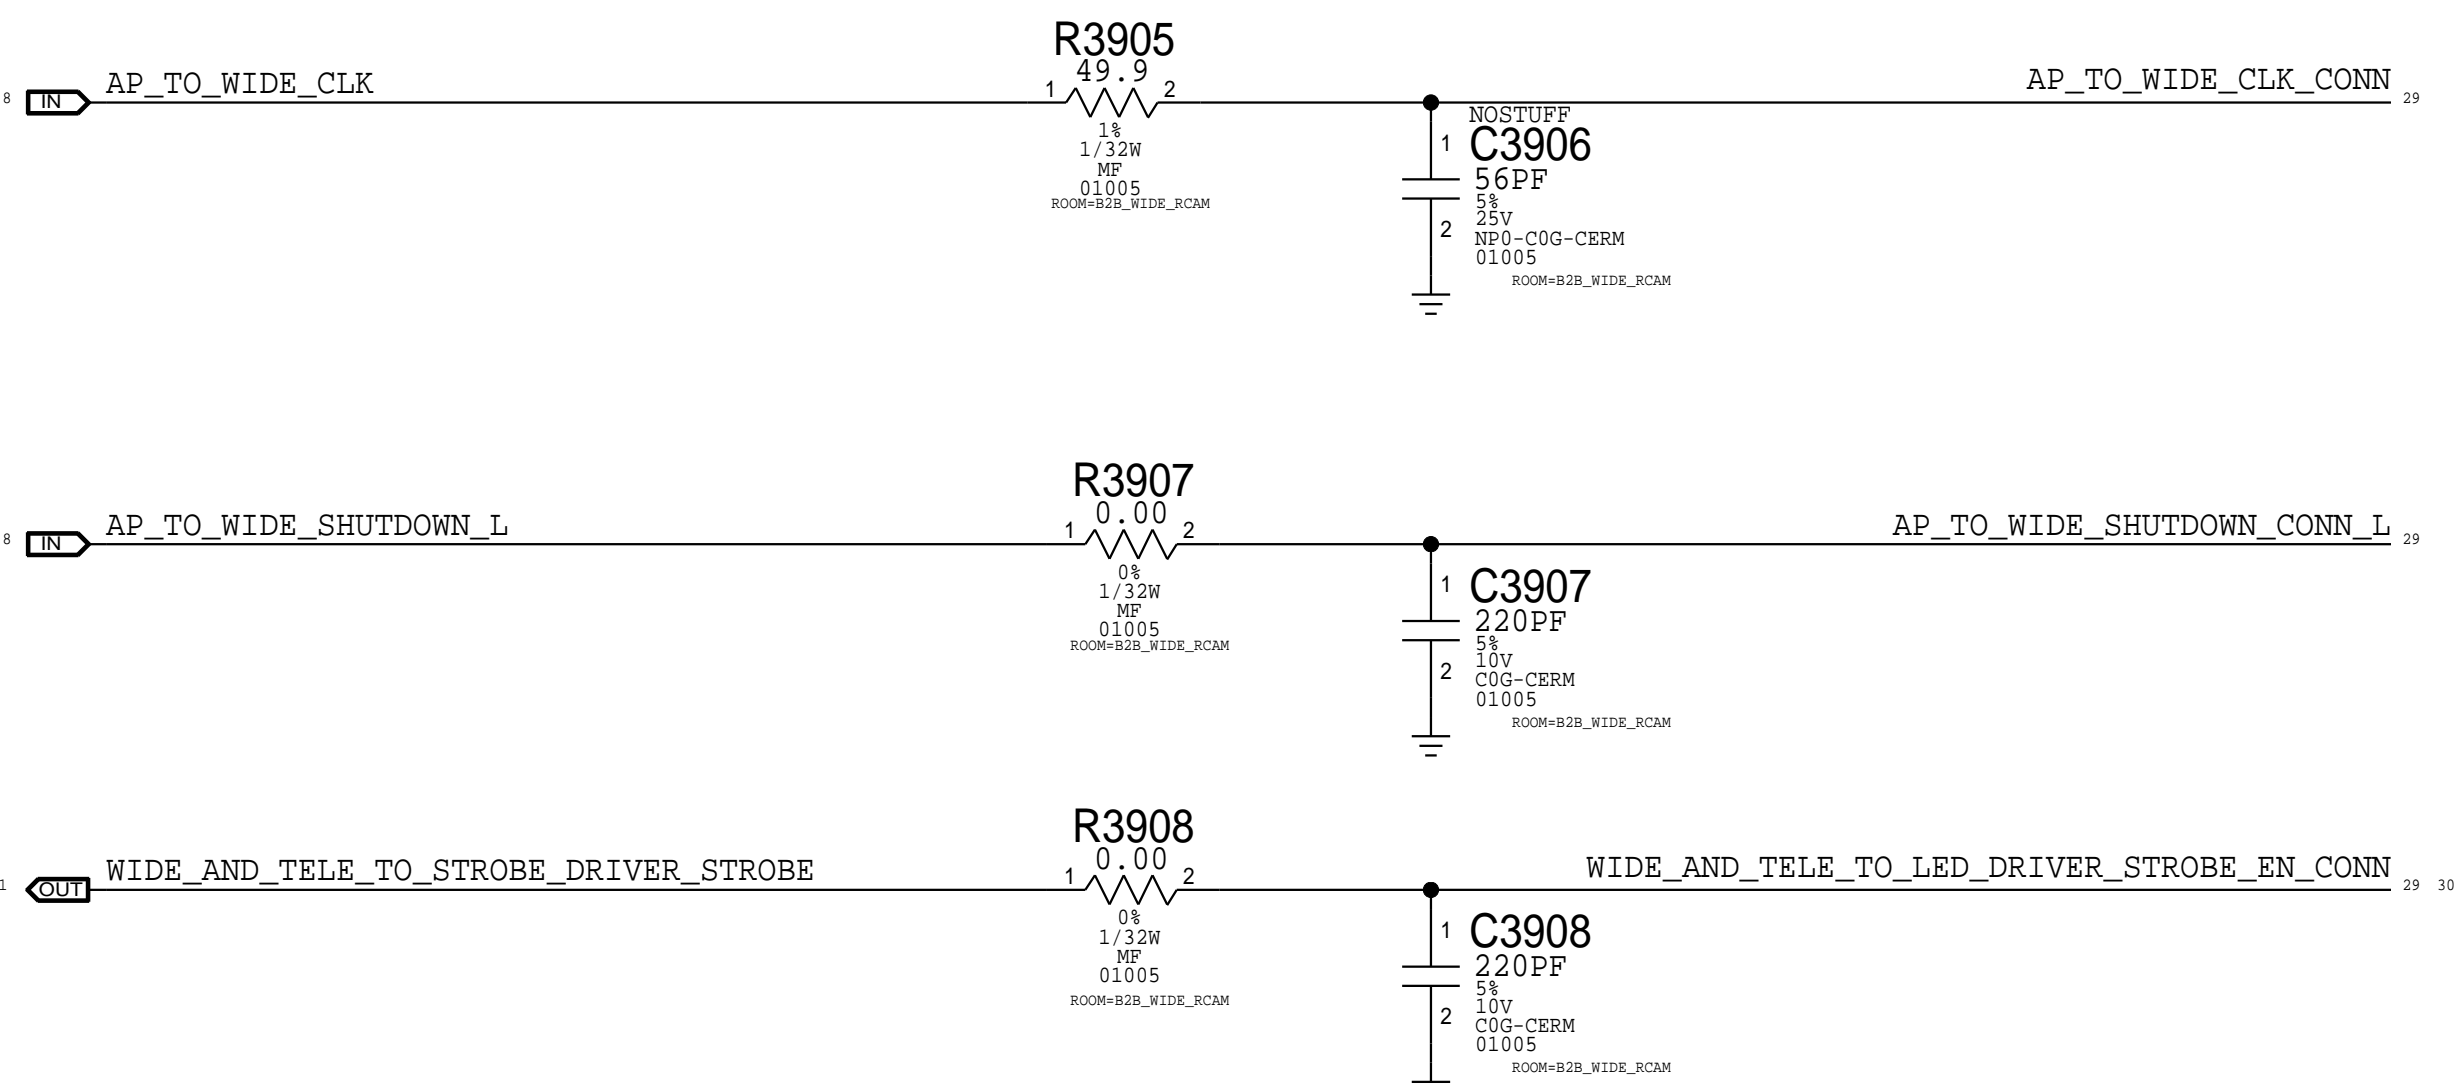 R3905
49.9
8 IN AP_TO_WIDE_CLK 1 2 AP_TO_WIDE_CLK_CONN 29
1%
1/32W
MF
01005
ROOM=B2B_WIDE_RCAM
NOSTUFF
1 C3906
56PF
5%
25V
2 NP0-C0G-CERM
01005
ROOM=B2B_WIDE_RCAM
R3907
0.00
8 IN AP_TO_WIDE_SHUTDOWN_L 1 2 AP_TO_WIDE_SHUTDOWN_CONN_L 29
0%
1/32W
MF
01005
ROOM=B2B_WIDE_RCAM
1 C3907
220PF
5%
10V
2 C0G-CERM
01005
ROOM=B2B_WIDE_RCAM
R3908
0.00
1 OUT WIDE_AND_TELE_TO_STROBE_DRIVER_STROBE 1 2 WIDE_AND_TELE_TO_LED_DRIVER_STROBE_EN_CONN 29 30
0%
1/32W
MF
01005
ROOM=B2B_WIDE_RCAM
1 C3908
220PF
5%
10V
2 C0G-CERM
01005
ROOM=B2B_WIDE_RCAM